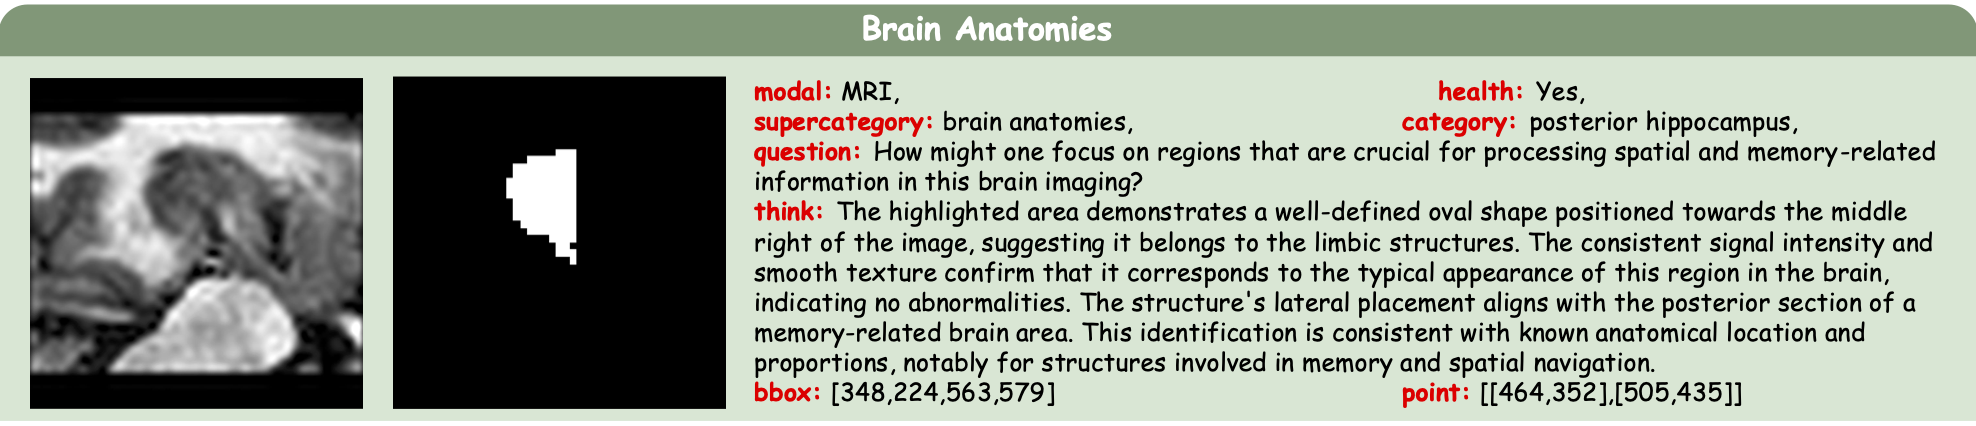 Brain Anatomies
modal: MRI, health: Yes,
supercategory: brain anatomies, category: posterior hippocampus,
question: How might one focus on regions that are crucial for processing spatial and memory-related
information in this brain imaging?
think: The highlighted area demonstrates a well-defined oval shape positioned towards the middle
right of the image, suggesting it belongs to the limbic structures. The consistent signal intensity and
smooth texture confirm that it corresponds to the typical appearance of this region in the brain,
indicating no abnormalities. The structure's lateral placement aligns with the posterior section of a
memory-related brain area. This identification is consistent with known anatomical location and
proportions, notably for structures involved in memory and spatial navigation.
bbox: [348,224,563,579] point: [[464,352],[505,435]]